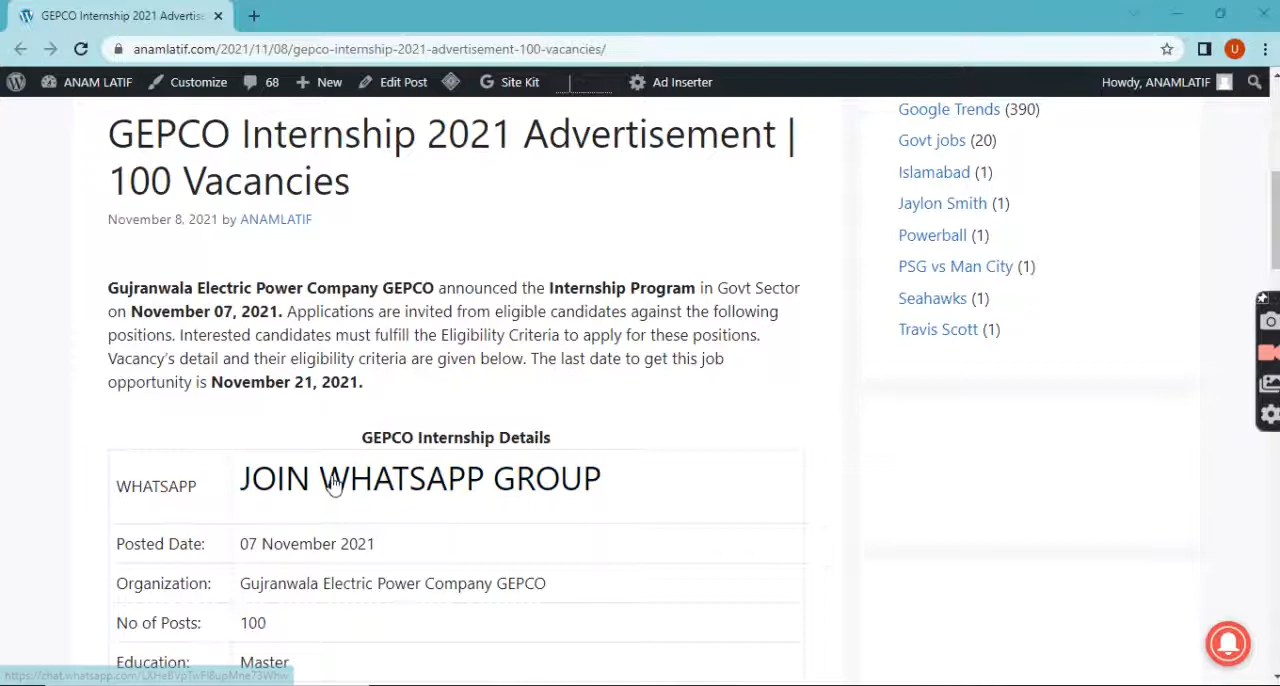 GEPCO Internship 2021 Advertis
anamlatif.com/2021/11/08/gepco-internship-2021-advertisement-100-vacancies/
U
ANAM LATIF Customize 68 New Edit Post Site Kit Ad Inserter Howdy, ANAMLATIF
GEPCO Internship 2021 Advertisement |
100 Vacancies
November 8, 2021 by ANAMLATIF
Gujranwala Electric Power Company GEPCO announced the Internship Program in Govt Sector
on November 07, 2021. Applications are invited from eligible candidates against the following
positions. Interested candidates must fulfill the Eligibility Criteria to apply for these positions.
Vacancy's detail and their eligibility criteria are given below. The last date to get this job
opportunity is November 21, 2021.
GEPCO Internship Details
WHATSAPP JOIN WHATSAPP GROUP
Posted Date: 07 November 2021
Organization: Gujranwala Electric Power Company GEPCO
No of Posts: 100
Education: Master
Google Trends (390)
Govt jobs (20)
Islamabad (1)
Jaylon Smith (1)
Powerball (1)
PSG vs Man City (1)
Seahawks (1)
Travis Scott (1)